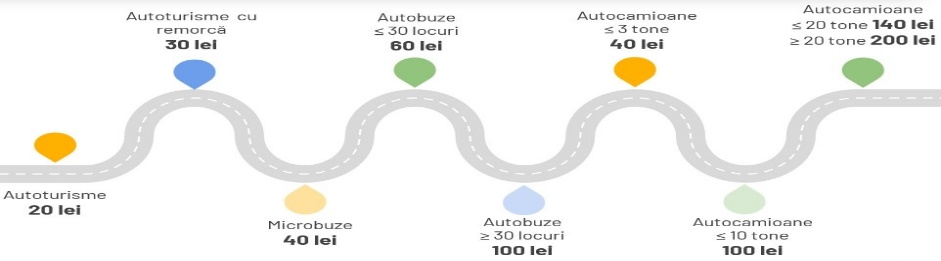 Autoturisme
20 lei
Autoturisme cu
remorcă
30 lei
Microbuze
40 lei
Autobuze
≤ 30 locuri
60 lei
Autobuze
≥ 30 locuri
100 lei
Autocamioane
≤ 3 tone
40 lei
Autocamioane
≤ 10 tone
100 lei
Autocamioane
≤ 20 tone 140 lei
≥ 20 tone 200 lei